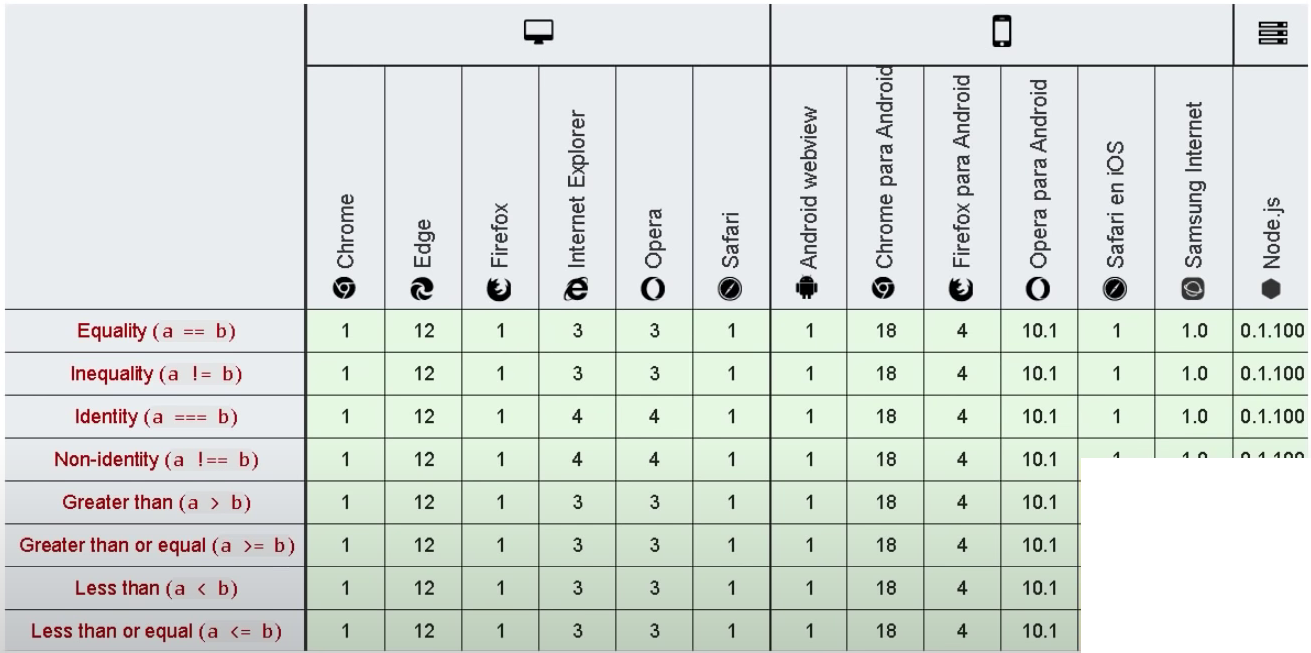 Chrome
Edge
Firefox
Internet Explorer
Opera
Safari
Android webview
Chrome para Android
Firefox para Android
Opera para Android
Safari en iOS
Samsung Internet
Node.js
Equality (a == b) 1 12 1 3 3 1 1 18 4 10.1 1 1.0 0.1.100
Inequality (a != b) 1 12 1 3 3 1 1 18 4 10.1 1 1.0 0.1.100
Identity (a === b) 1 12 1 4 4 1 1 18 4 10.1 1 1.0 0.1.100
Non-identity (a !== b) 1 12 1 4 4 1 1 18 4 10.1 1 1.0 0.1.100
Greater than (a > b) 1 12 1 3 3 1 1 18 4 10.1
Greater than or equal (a >= b) 1 12 1 3 3 1 1 18 4 10.1
Less than (a < b) 1 12 1 3 3 1 1 18 4 10.1
Less than or equal (a <= b) 1 12 1 3 3 1 1 18 4 10.1